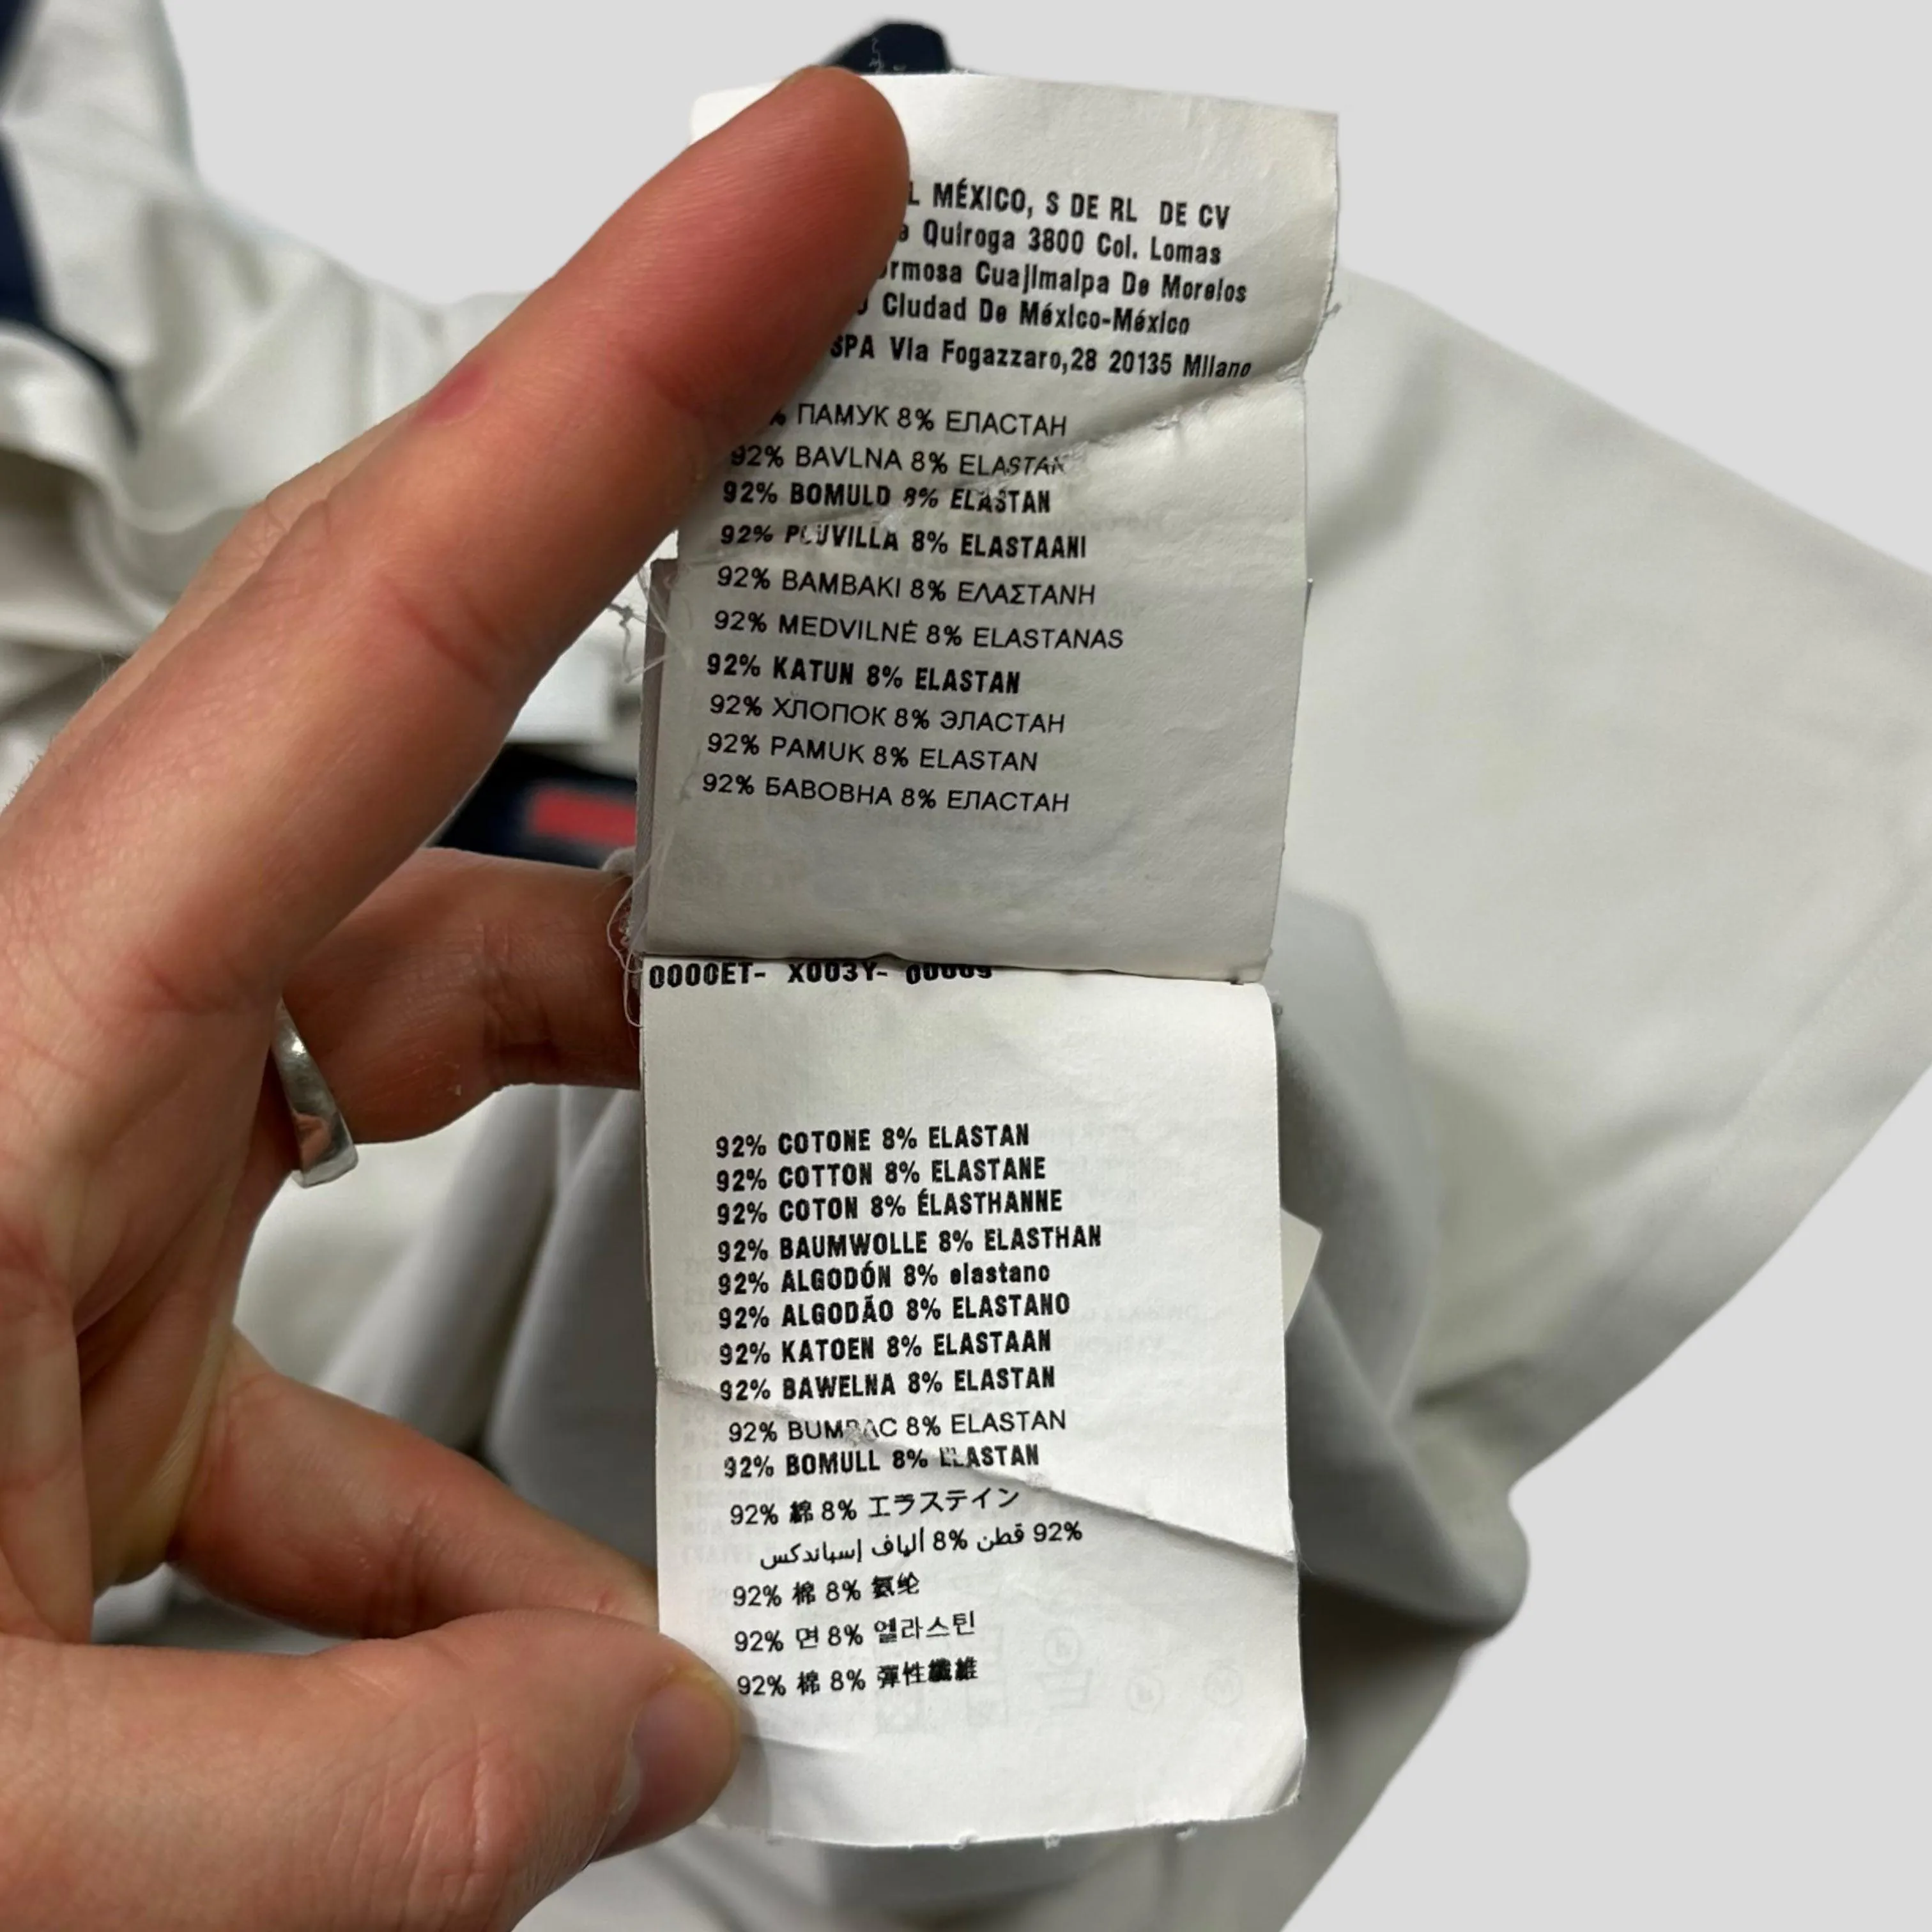 MÉXICO, S DE RL DE CV
Quiroga 3800 Col. Lomas
Cuajimalpa De Morelos
Ciudad De México-México
SPA Via Fogazzaro,28 20135 Milano
ПАМУК 8% ЕЛАСТАН
92% BAVLNA 8% ELASTAN
92% BOMULD 8% ELASTAN
92% PUUVILLA 8% ELASTAANI
92% BAMBAKI 8% ΕΛΑΣΤΑΝΗ
92% MEDVILNĖ 8% ELASTANAS
92% KATUN 8% ELASTAN
92% ХЛОПОК 8% ЭЛАСТАН
92% PAMUK 8% ELASTAN
92% БАВОВНА 8% ЕЛАСТАН
0000ET- X003Y- 00009
92% COTONE 8% ELASTAN
92% COTTON 8% ELASTANE
92% COTON 8% ÉLASTHANNE
92% BAUMWOLLE 8% ELASTHAN
92% ALGODÓN 8% elastano
92% ALGODÃO 8% ELASTANO
92% KATOEN 8% ELASTAAN
92% BAWELNA 8% ELASTAN
92% BUMBAC 8% ELASTAN
92% BOMULL 8% ELASTAN
92% 綿 8% エラステイン
92% قطن 8% ألياف إسباندكس
92% 棉 8% 氨纶
92% 면 8% 엘라스틴
92% 棉 8% 彈性纖維